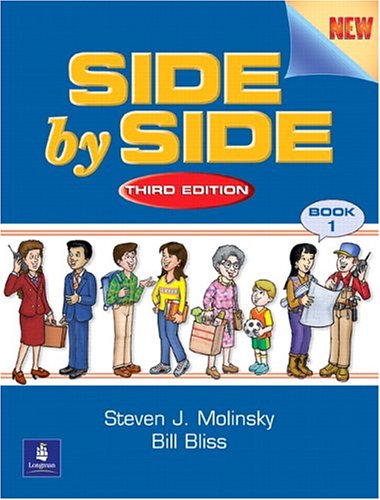 NEW
SIDE
by SIDE
THIRD EDITION
BOOK
1
Steven J. Molinsky
Bill Bliss
Longman